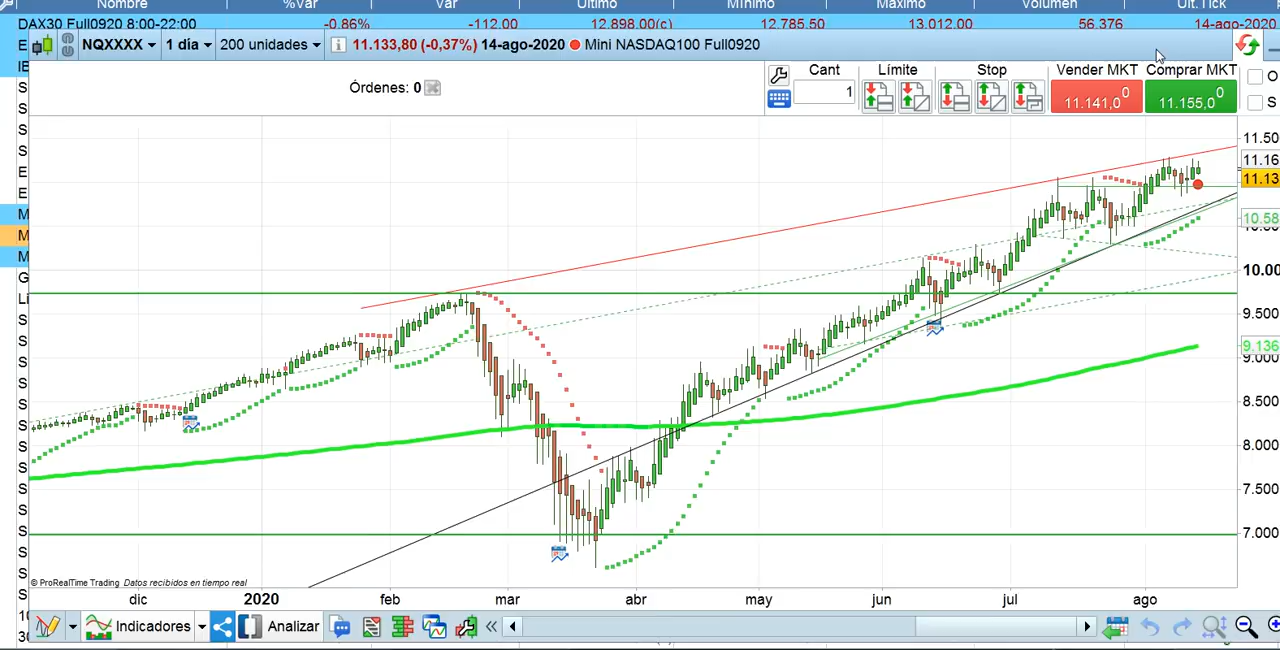 Nombre %Var Var Último Mínimo Máximo Volumen Últ. Tick
DAX30 Full0920 8:00-22:00 -0.86% -112.00 12.898.00(c) 12.785.50 13.012.00 56.376 14-ago-2020
NQXXXX 1 día 200 unidades 11.133,80 (-0,37%) 14-ago-2020 Mini NASDAQ100 Full0920
Cant Límite Stop Vender MKT Comprar MKT
Órdenes: 0
1
11.141,0 0 11.155,0 0
O
S
11.50
11.16
11.13
10.58
10.00
9.500
9.136
9.000
8.500
8.000
7.500
7.000
© ProRealTime Trading Datos recibidos en tiempo real
dic 2020 feb mar abr may jun jul ago
Indicadores Analizar